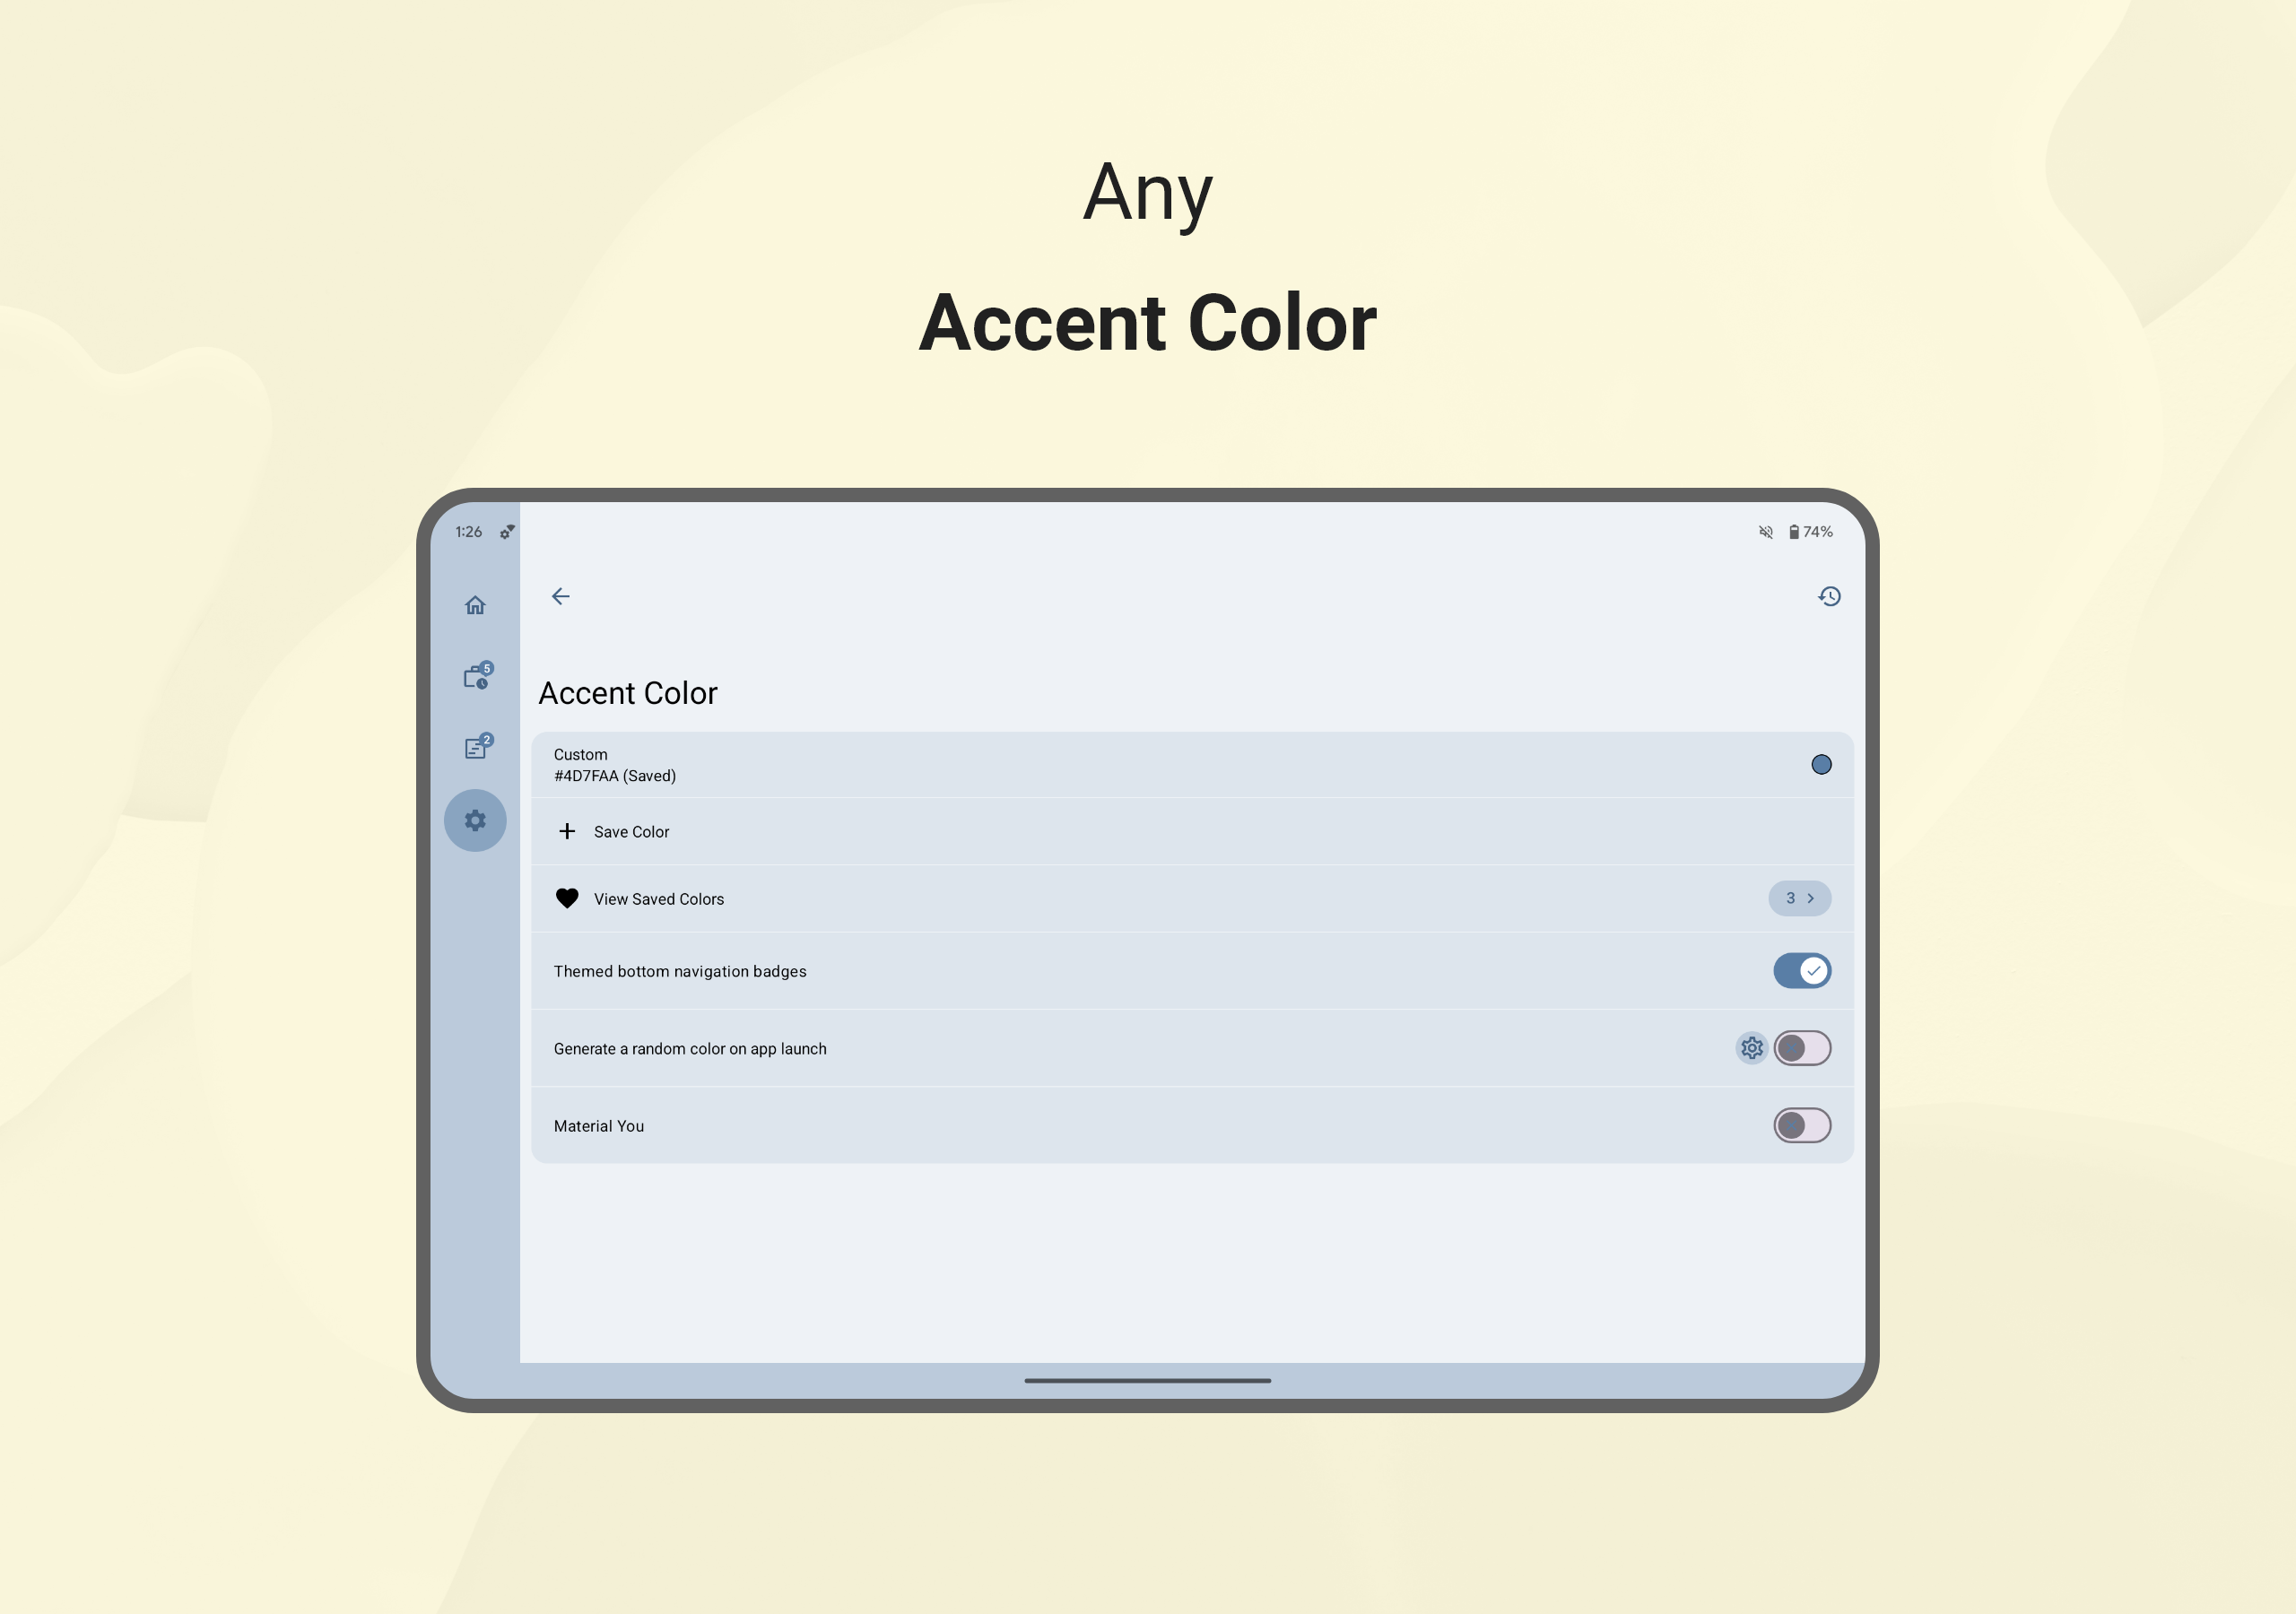 Any
Accent Color
1:26
74%
5
2
Accent Color
Custom
#4D7FAA (Saved)
Save Color
View Saved Colors
3
Themed bottom navigation badges
Generate a random color on app launch
Material You